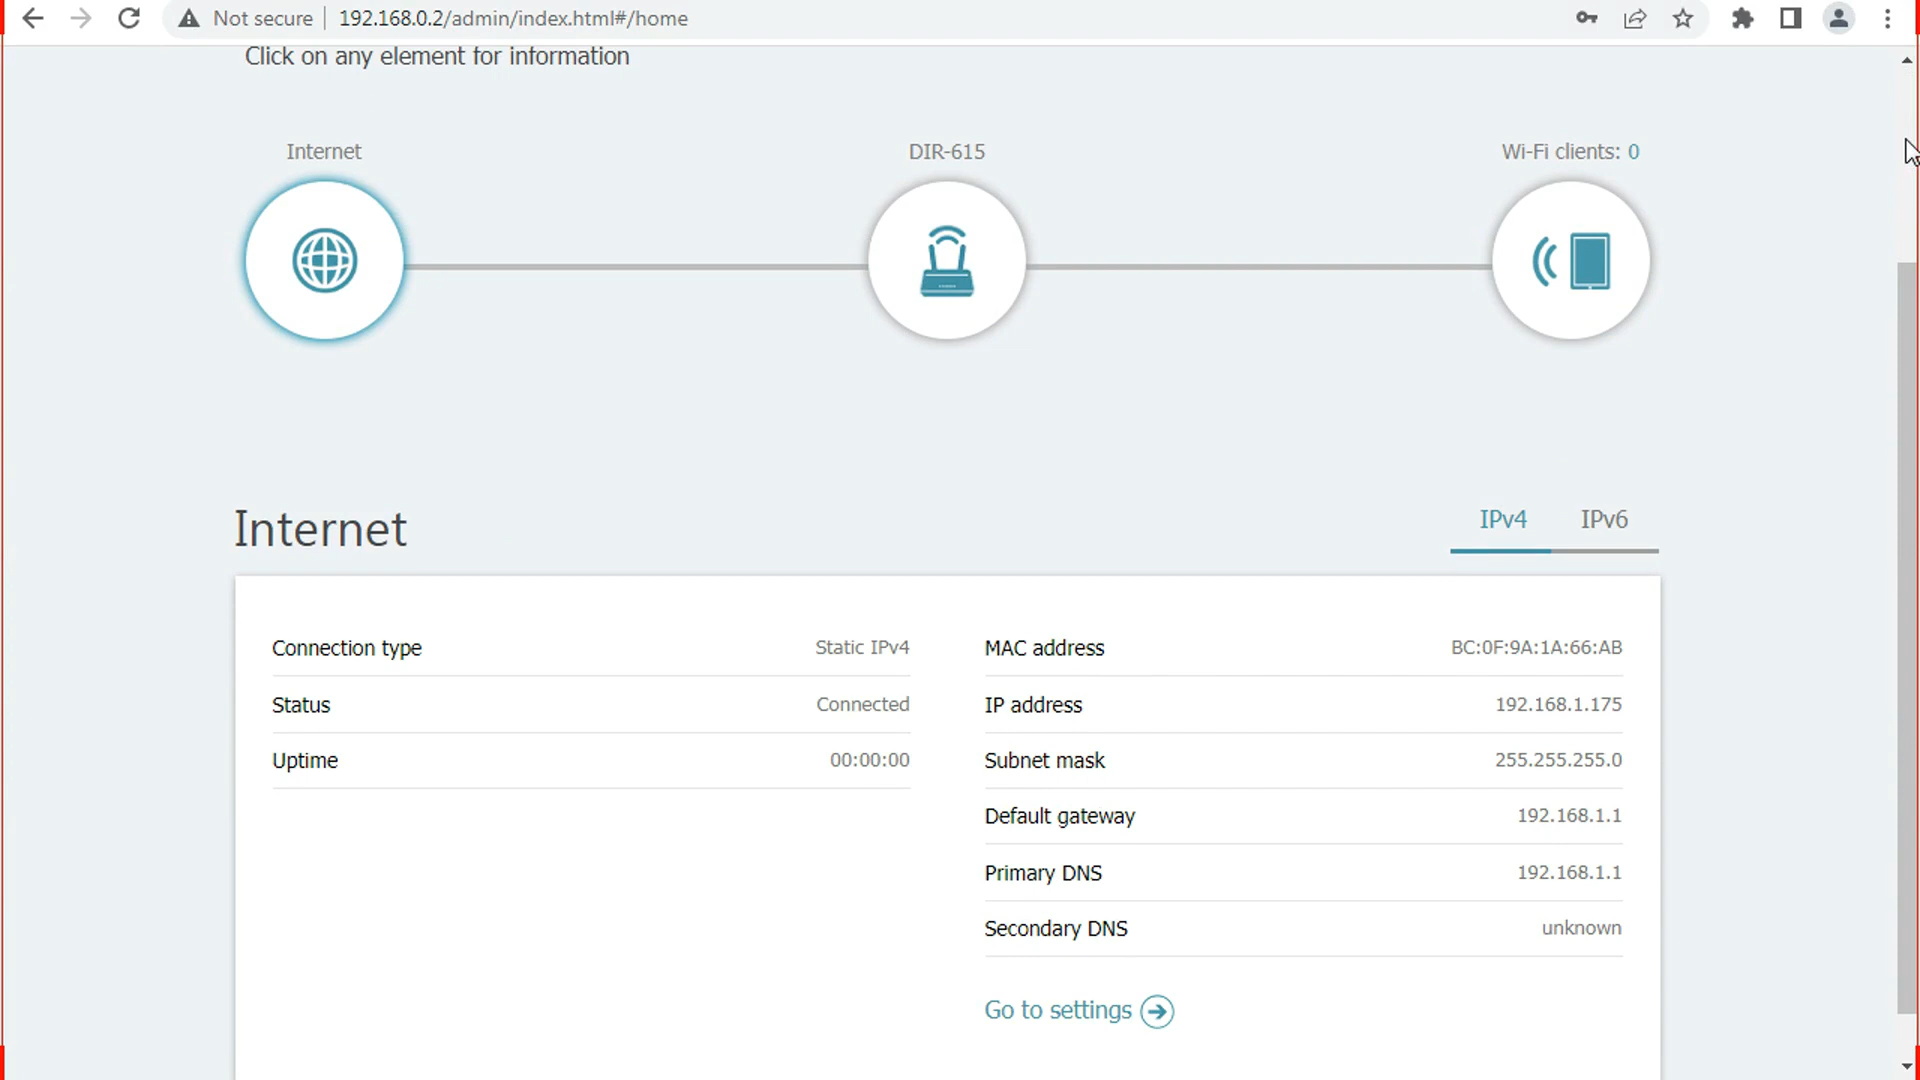 Not secure 192.168.0.2/admin/index.html#/home
Click on any element for information
Internet
DIR-615
Wi-Fi clients: 0
Internet
IPv4
IPv6
Connection type Static IPv4
Status Connected
Uptime 00:00:00
MAC address BC:0F:9A:1A:66:AB
IP address 192.168.1.175
Subnet mask 255.255.255.0
Default gateway 192.168.1.1
Primary DNS 192.168.1.1
Secondary DNS unknown
Go to settings